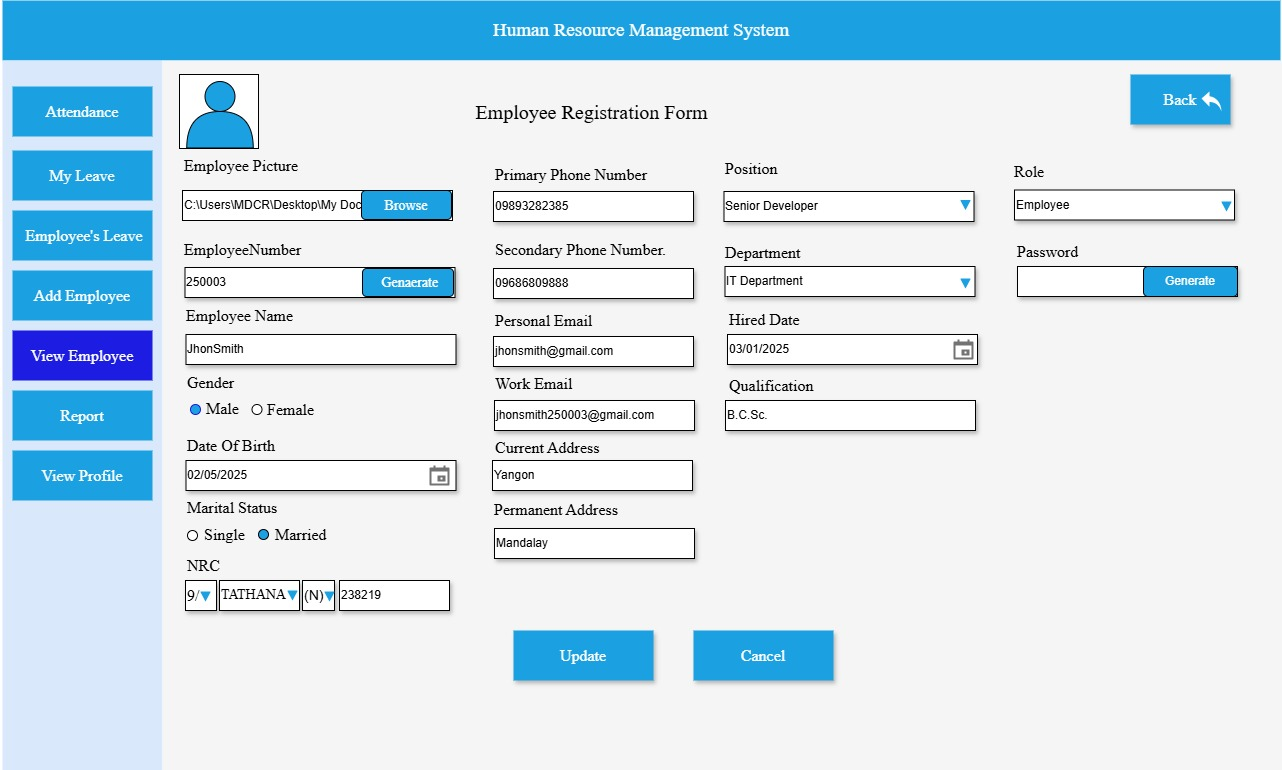 Human Resource Management System
Attendance
My Leave
Employee's Leave
Add Employee
View Employee
Report
View Profile
Employee Registration Form
Back
Employee Picture
C:\Users\MDCR\Desktop\My Doc
Browse
EmployeeNumber
250003
Genaerate
Employee Name
JhonSmith
Gender
Male Female
Date Of Birth
02/05/2025
Marital Status
Single Married
NRC
9/ TATHANA (N) 238219
Primary Phone Number
09893282385
Secondary Phone Number.
09686809888
Personal Email
jhonsmith@gmail.com
Work Email
jhonsmith250003@gmail.com
Current Address
Yangon
Permanent Address
Mandalay
Position
Senior Developer
Department
IT Department
Hired Date
03/01/2025
Qualification
B.C.Sc.
Role
Employee
Password
Generate
Update
Cancel